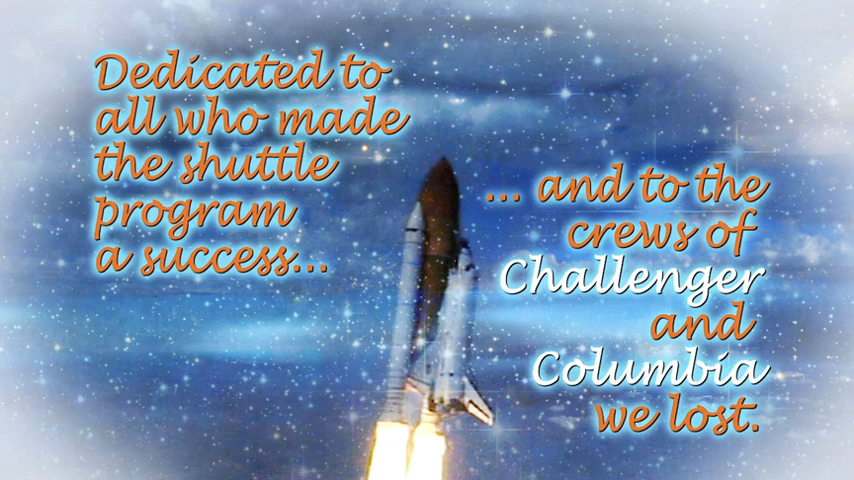 Dedicated to
all who made
the shuttle
program
a success...
... and to the
crews of
Challenger
and
Columbia
we lost.